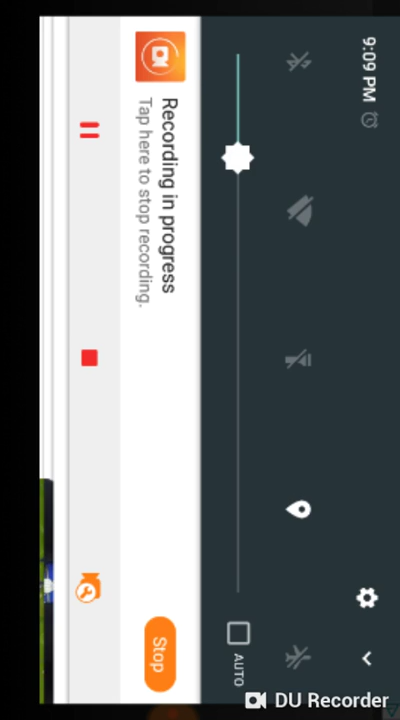 9:09 PM
AUTO
Recording in progress
Tap here to stop recording.
Stop
DU Recorder